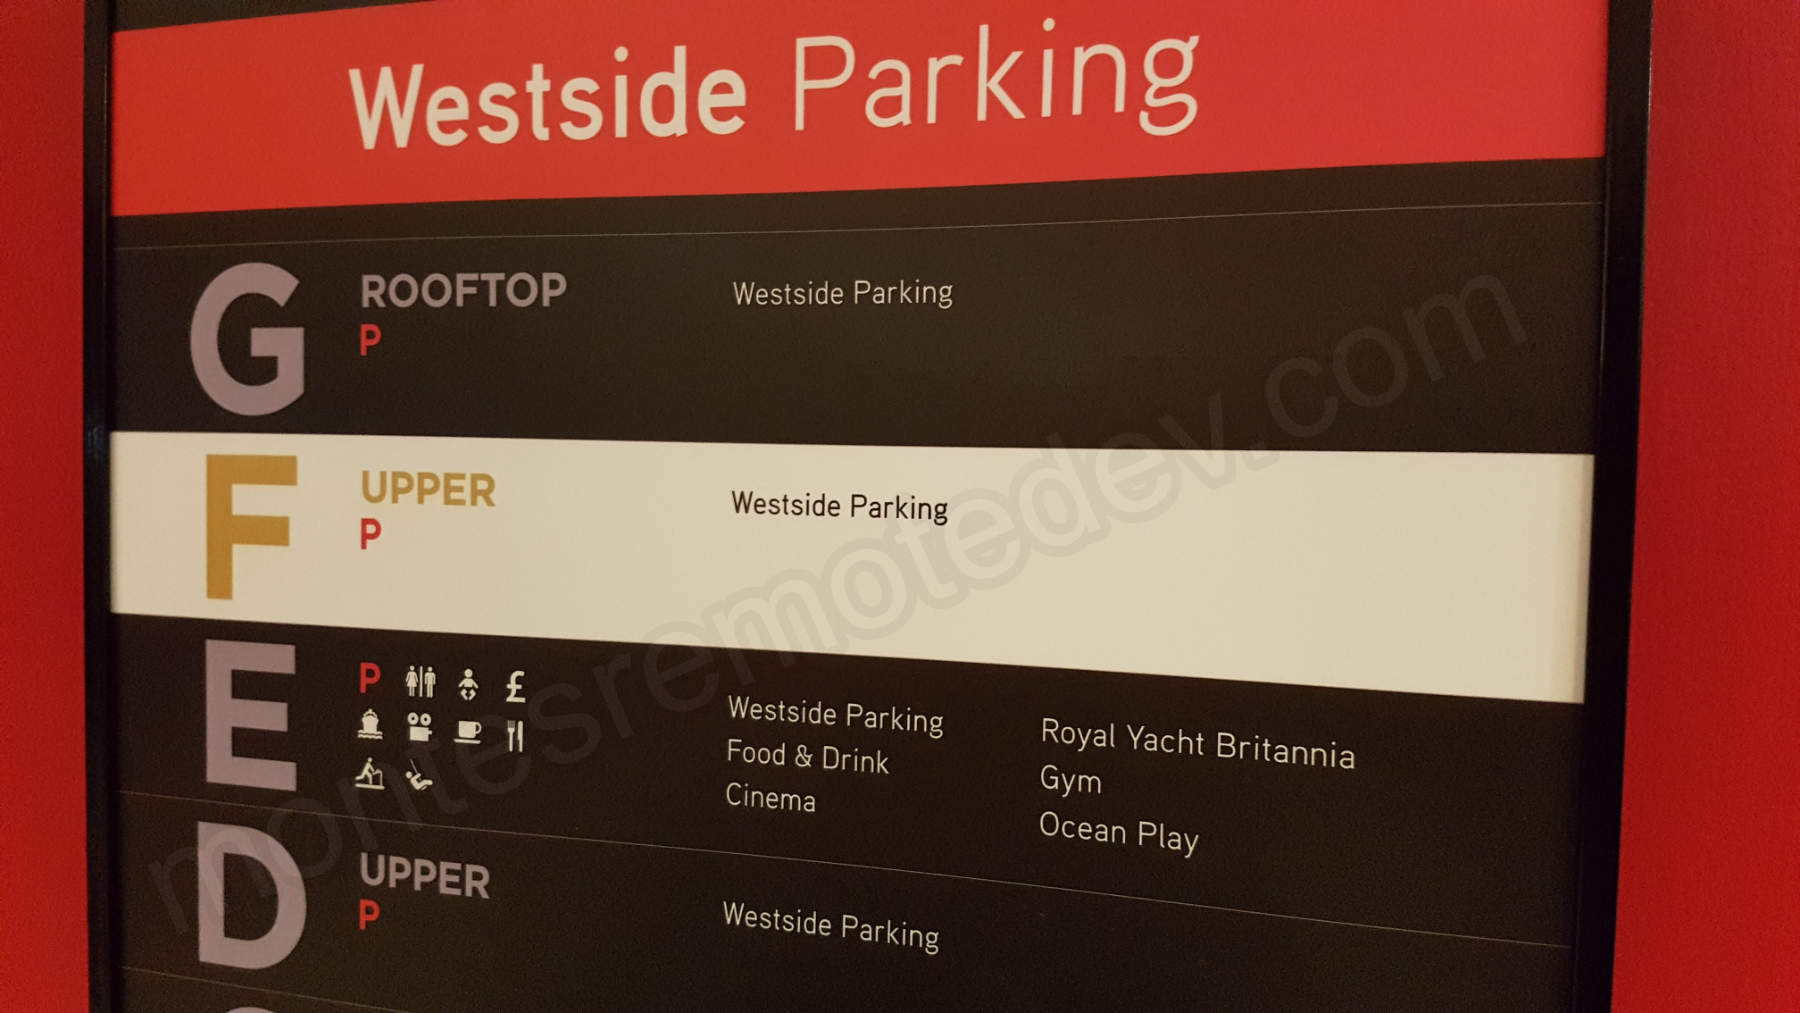 Westside Parking
G
ROOFTOP
P
Westside Parking
F
UPPER
P
Westside Parking
E
P £
Westside Parking
Food & Drink
Cinema
Royal Yacht Britannia
Gym
Ocean Play
D
UPPER
P
Westside Parking
montesremotedev.com